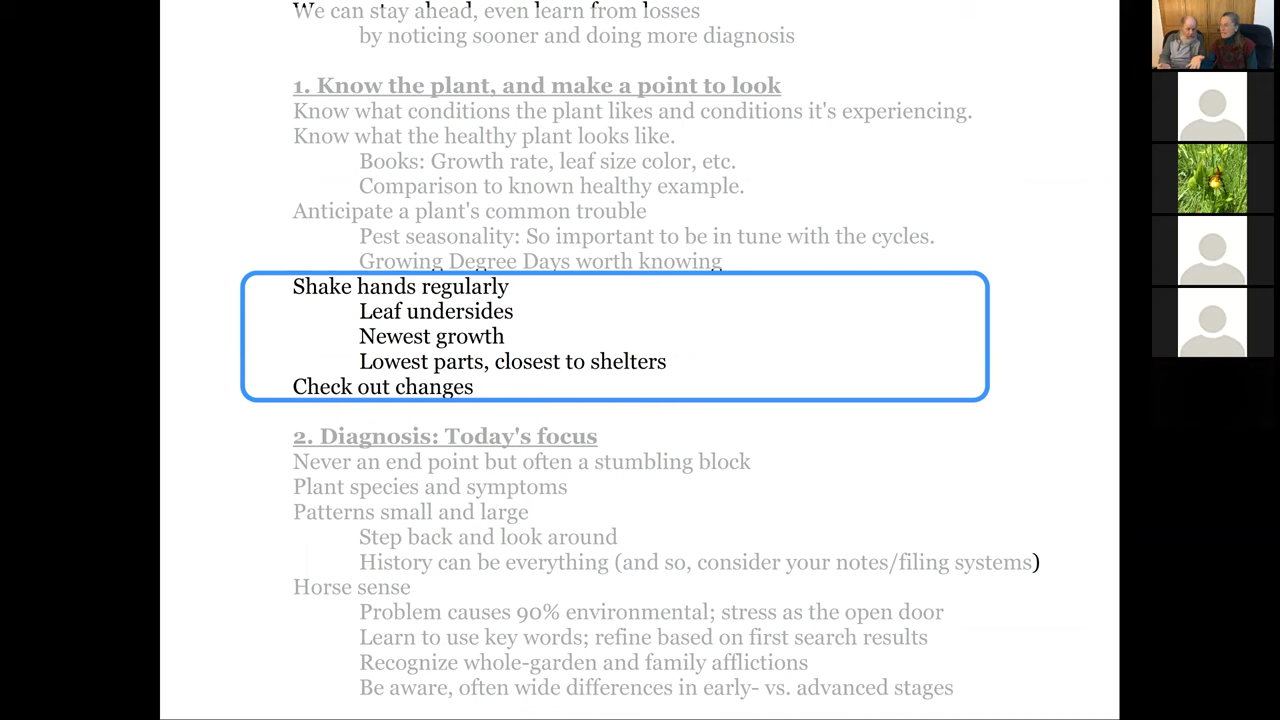 We can stay ahead, even learn from losses
by noticing sooner and doing more diagnosis
1. Know the plant, and make a point to look
Know what conditions the plant likes and conditions it's experiencing.
Know what the healthy plant looks like.
Books: Growth rate, leaf size color, etc.
Comparison to known healthy example.
Anticipate a plant's common trouble
Pest seasonality: So important to be in tune with the cycles.
Growing Degree Days worth knowing
Shake hands regularly
Leaf undersides
Newest growth
Lowest parts, closest to shelters
Check out changes
2. Diagnosis: Today's focus
Never an end point but often a stumbling block
Plant species and symptoms
Patterns small and large
Step back and look around
History can be everything (and so, consider your notes/filing systems)
Horse sense
Problem causes 90% environmental; stress as the open door
Learn to use key words; refine based on first search results
Recognize whole-garden and family afflictions
Be aware, often wide differences in early- vs. advanced stages